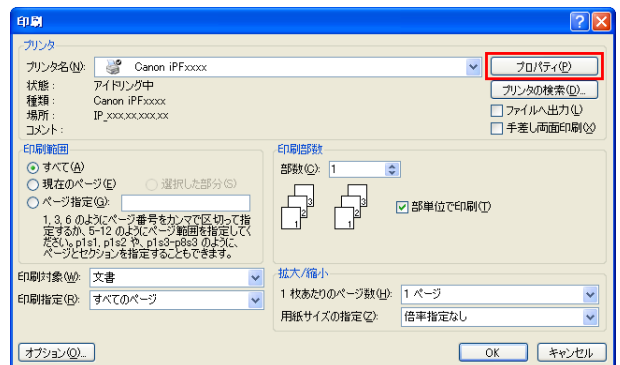 印刷
プリンタ
プリンタ名(N): Canon iPFxxxx プロパティ(P)
状態: アイドリング中 プリンタの検索(D)...
種類: Canon iPFxxxx
場所: IP_xxx,xx,xxx,xx ファイルへ出力(L)
コメント: 手差し両面印刷(X)
印刷範囲 印刷部数
すべて(A) 部数(C): 1
現在のページ(E) 選択した部分(S)
ページ指定(G):
1, 3, 6 のようにページ番号をカンマで区切って指
定するか、5-12 のようにページ範囲を指定してく
ださい。p1s1, p1s2 や、p1s3-p8s3 のように、
ページとセクションを指定することもできます。
1 2 3 1 2 3 部単位で印刷(T)
印刷対象(W): 文書 拡大/縮小
印刷指定(R): すべてのページ 1 枚あたりのページ数(H): 1 ページ
用紙サイズの指定(Z): 倍率指定なし
オプション(O)... OK キャンセル